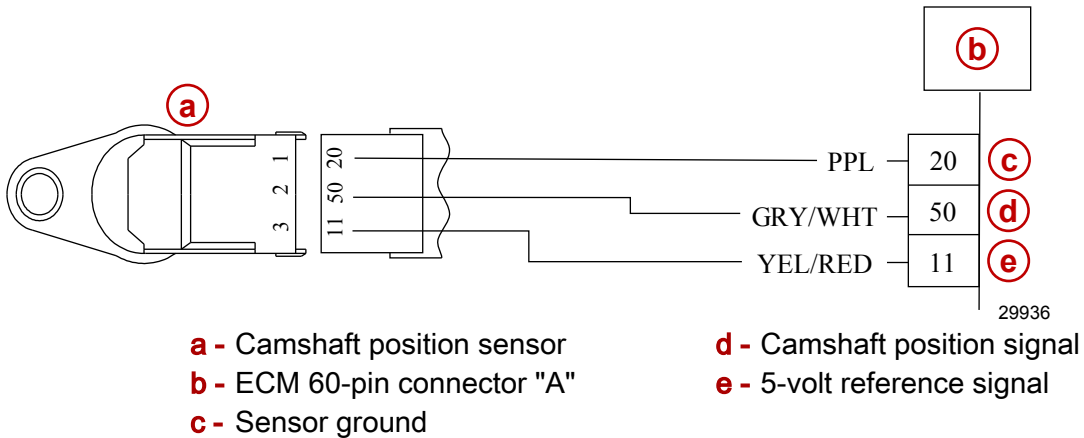 b
a
1 20 PPL 20 c
2 50 GRY/WHT 50 d
3 11 YEL/RED 11 e
29936
a - Camshaft position sensor
b - ECM 60-pin connector "A"
c - Sensor ground
d - Camshaft position signal
e - 5-volt reference signal